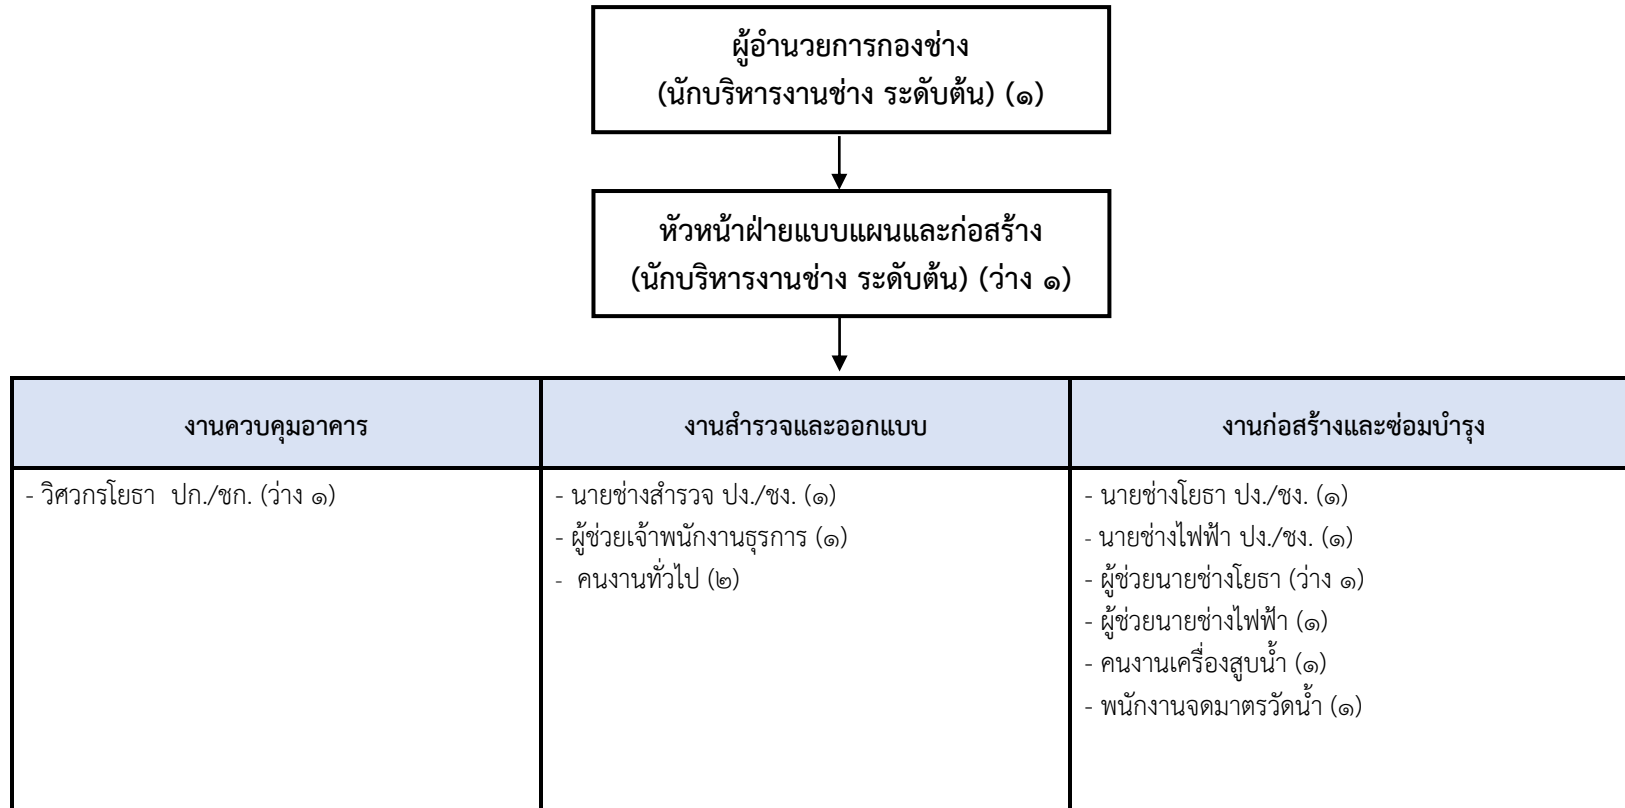 ผู้อำนวยการกองช่าง
(นักบริหารงานช่าง ระดับต้น) (๑)
หัวหน้าฝ่ายแบบแผนและก่อสร้าง
(นักบริหารงานช่าง ระดับต้น) (ว่าง ๑)
งานควบคุมอาคาร
- วิศวกรโยธา ปก./ชก. (ว่าง ๑)
งานสำรวจและออกแบบ
- นายช่างสำรวจ ปง./ชง. (๑)
- ผู้ช่วยเจ้าพนักงานธุรการ (๑)
- คนงานทั่วไป (๒)
งานก่อสร้างและซ่อมบำรุง
- นายช่างโยธา ปง./ชง. (๑)
- นายช่างไฟฟ้า ปง./ชง. (๑)
- ผู้ช่วยนายช่างโยธา (ว่าง ๑)
- ผู้ช่วยนายช่างไฟฟ้า (๑)
- คนงานเครื่องสูบน้ำ (๑)
- พนักงานจดมาตรวัดน้ำ (๑)